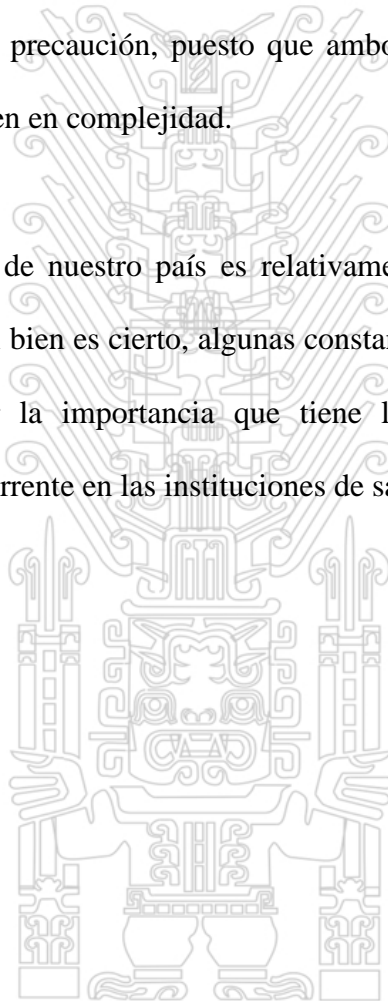 precaución, puesto que ambo
en en complejidad.
de nuestro país es relativame
bien es cierto, algunas constan
la importancia que tiene l
rrente en las instituciones de sa